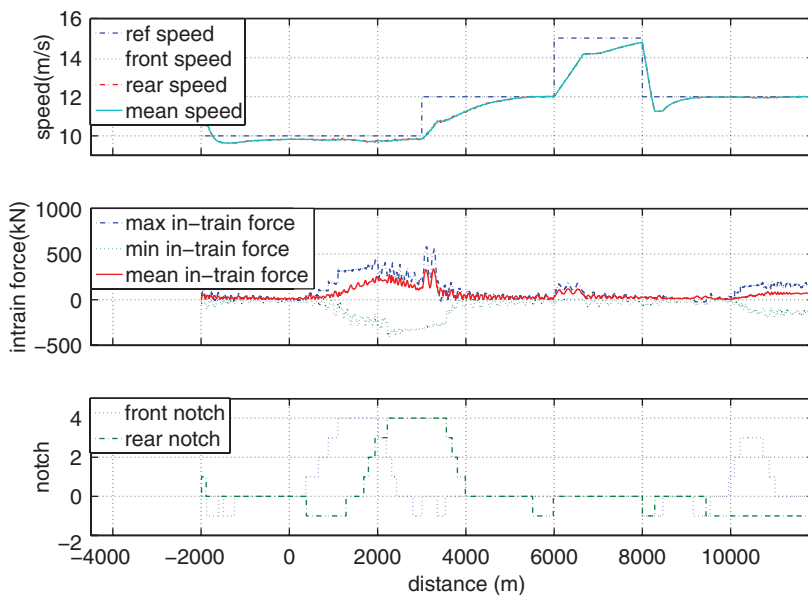 16
14
12
10
speed(m/s)
ref speed
front speed
rear speed
mean speed
1000
500
0
−500
intrain force(kN)
max in−train force
min in−train force
mean in−train force
4
2
0
−2
notch
front notch
rear notch
−4000 −2000 0 2000 4000 6000 8000 10000
distance (m)